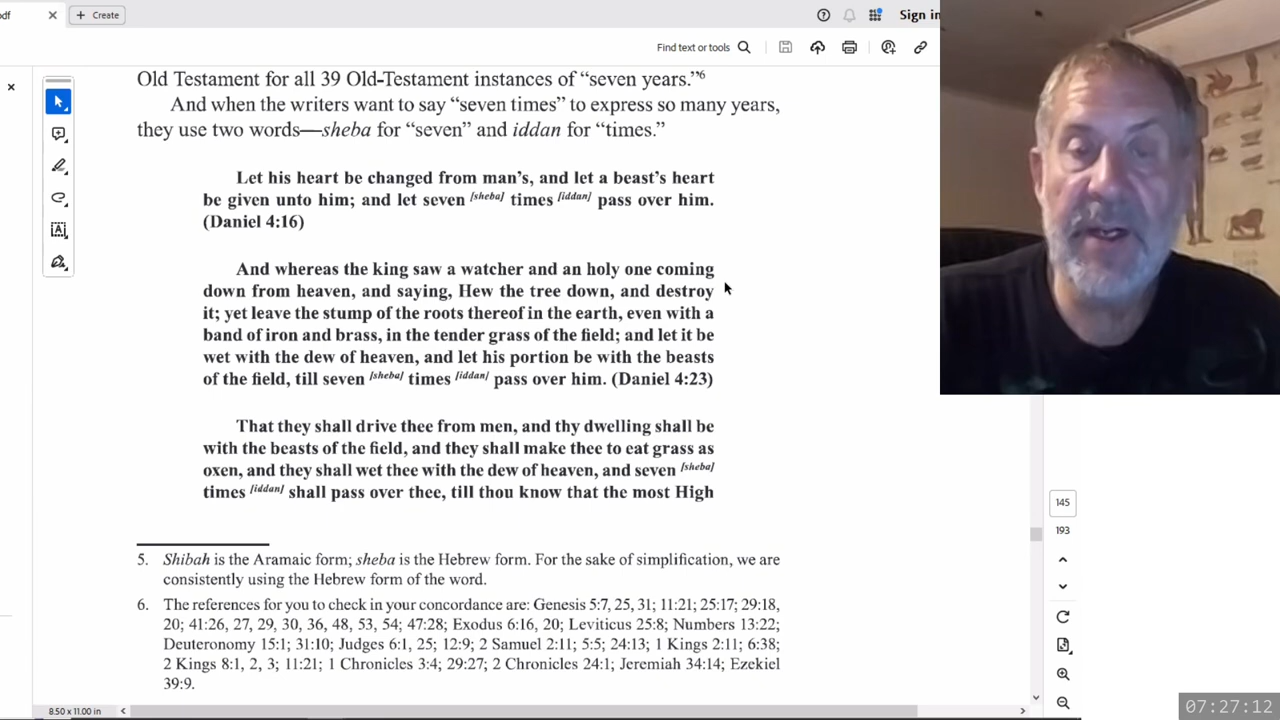 odf
Create
Sign in
Find text or tools
Old Testament for all 39 Old-Testament instances of “seven years.”6
And when the writers want to say “seven times” to express so many years,
they use two words—sheba for “seven” and iddan for “times.”
Let his heart be changed from man’s, and let a beast’s heart
be given unto him; and let seven [sheba] times [iddan] pass over him.
(Daniel 4:16)
And whereas the king saw a watcher and an holy one coming
down from heaven, and saying, Hew the tree down, and destroy
it; yet leave the stump of the roots thereof in the earth, even with a
band of iron and brass, in the tender grass of the field; and let it be
wet with the dew of heaven, and let his portion be with the beasts
of the field, till seven [sheba] times [iddan] pass over him. (Daniel 4:23)
That they shall drive thee from men, and thy dwelling shall be
with the beasts of the field, and they shall make thee to eat grass as
oxen, and they shall wet thee with the dew of heaven, and seven [sheba]
times [iddan] shall pass over thee, till thou know that the most High
5. Shibah is the Aramaic form; sheba is the Hebrew form. For the sake of simplification, we are
consistently using the Hebrew form of the word.
6. The references for you to check in your concordance are: Genesis 5:7, 25, 31; 11:21; 25:17; 29:18,
20; 41:26, 27, 29, 30, 36, 48, 53, 54; 47:28; Exodus 6:16, 20; Leviticus 25:8; Numbers 13:22;
Deuteronomy 15:1; 31:10; Judges 6:1, 25; 12:9; 2 Samuel 2:11; 5:5; 24:13; 1 Kings 2:11; 6:38;
2 Kings 8:1, 2, 3; 11:21; 1 Chronicles 3:4; 29:27; 2 Chronicles 24:1; Jeremiah 34:14; Ezekiel
39:9.
145
193
8.50 x 11.00 in
07:27:12